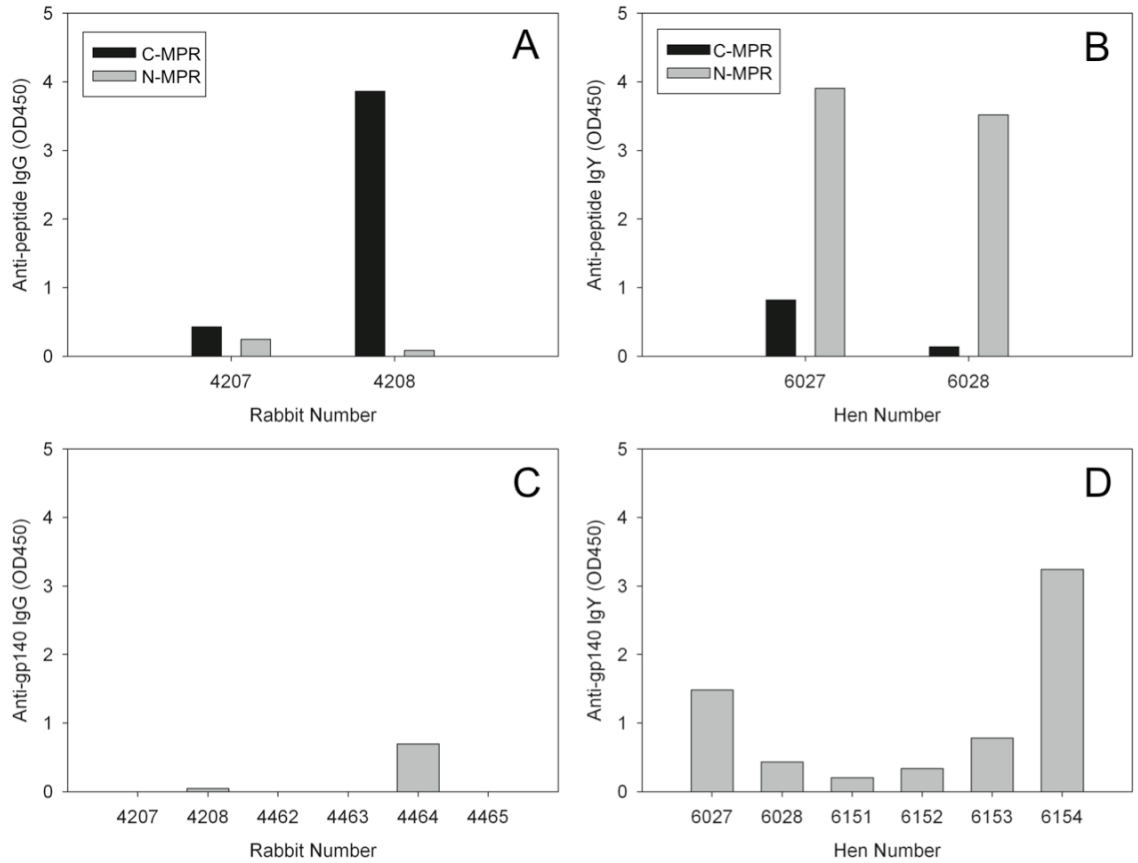 A
C-MPR
N-MPR
Anti-peptide IgG (OD450)
5
4
3
2
1
0
4207 4208
Rabbit Number
B
C-MPR
N-MPR
Anti-peptide IgY (OD450)
5
4
3
2
1
0
6027 6028
Hen Number
C
Anti-gp140 IgG (OD450)
5
4
3
2
1
0
4207 4208 4462 4463 4464 4465
Rabbit Number
D
Anti-gp140 IgY (OD450)
5
4
3
2
1
0
6027 6028 6151 6152 6153 6154
Hen Number